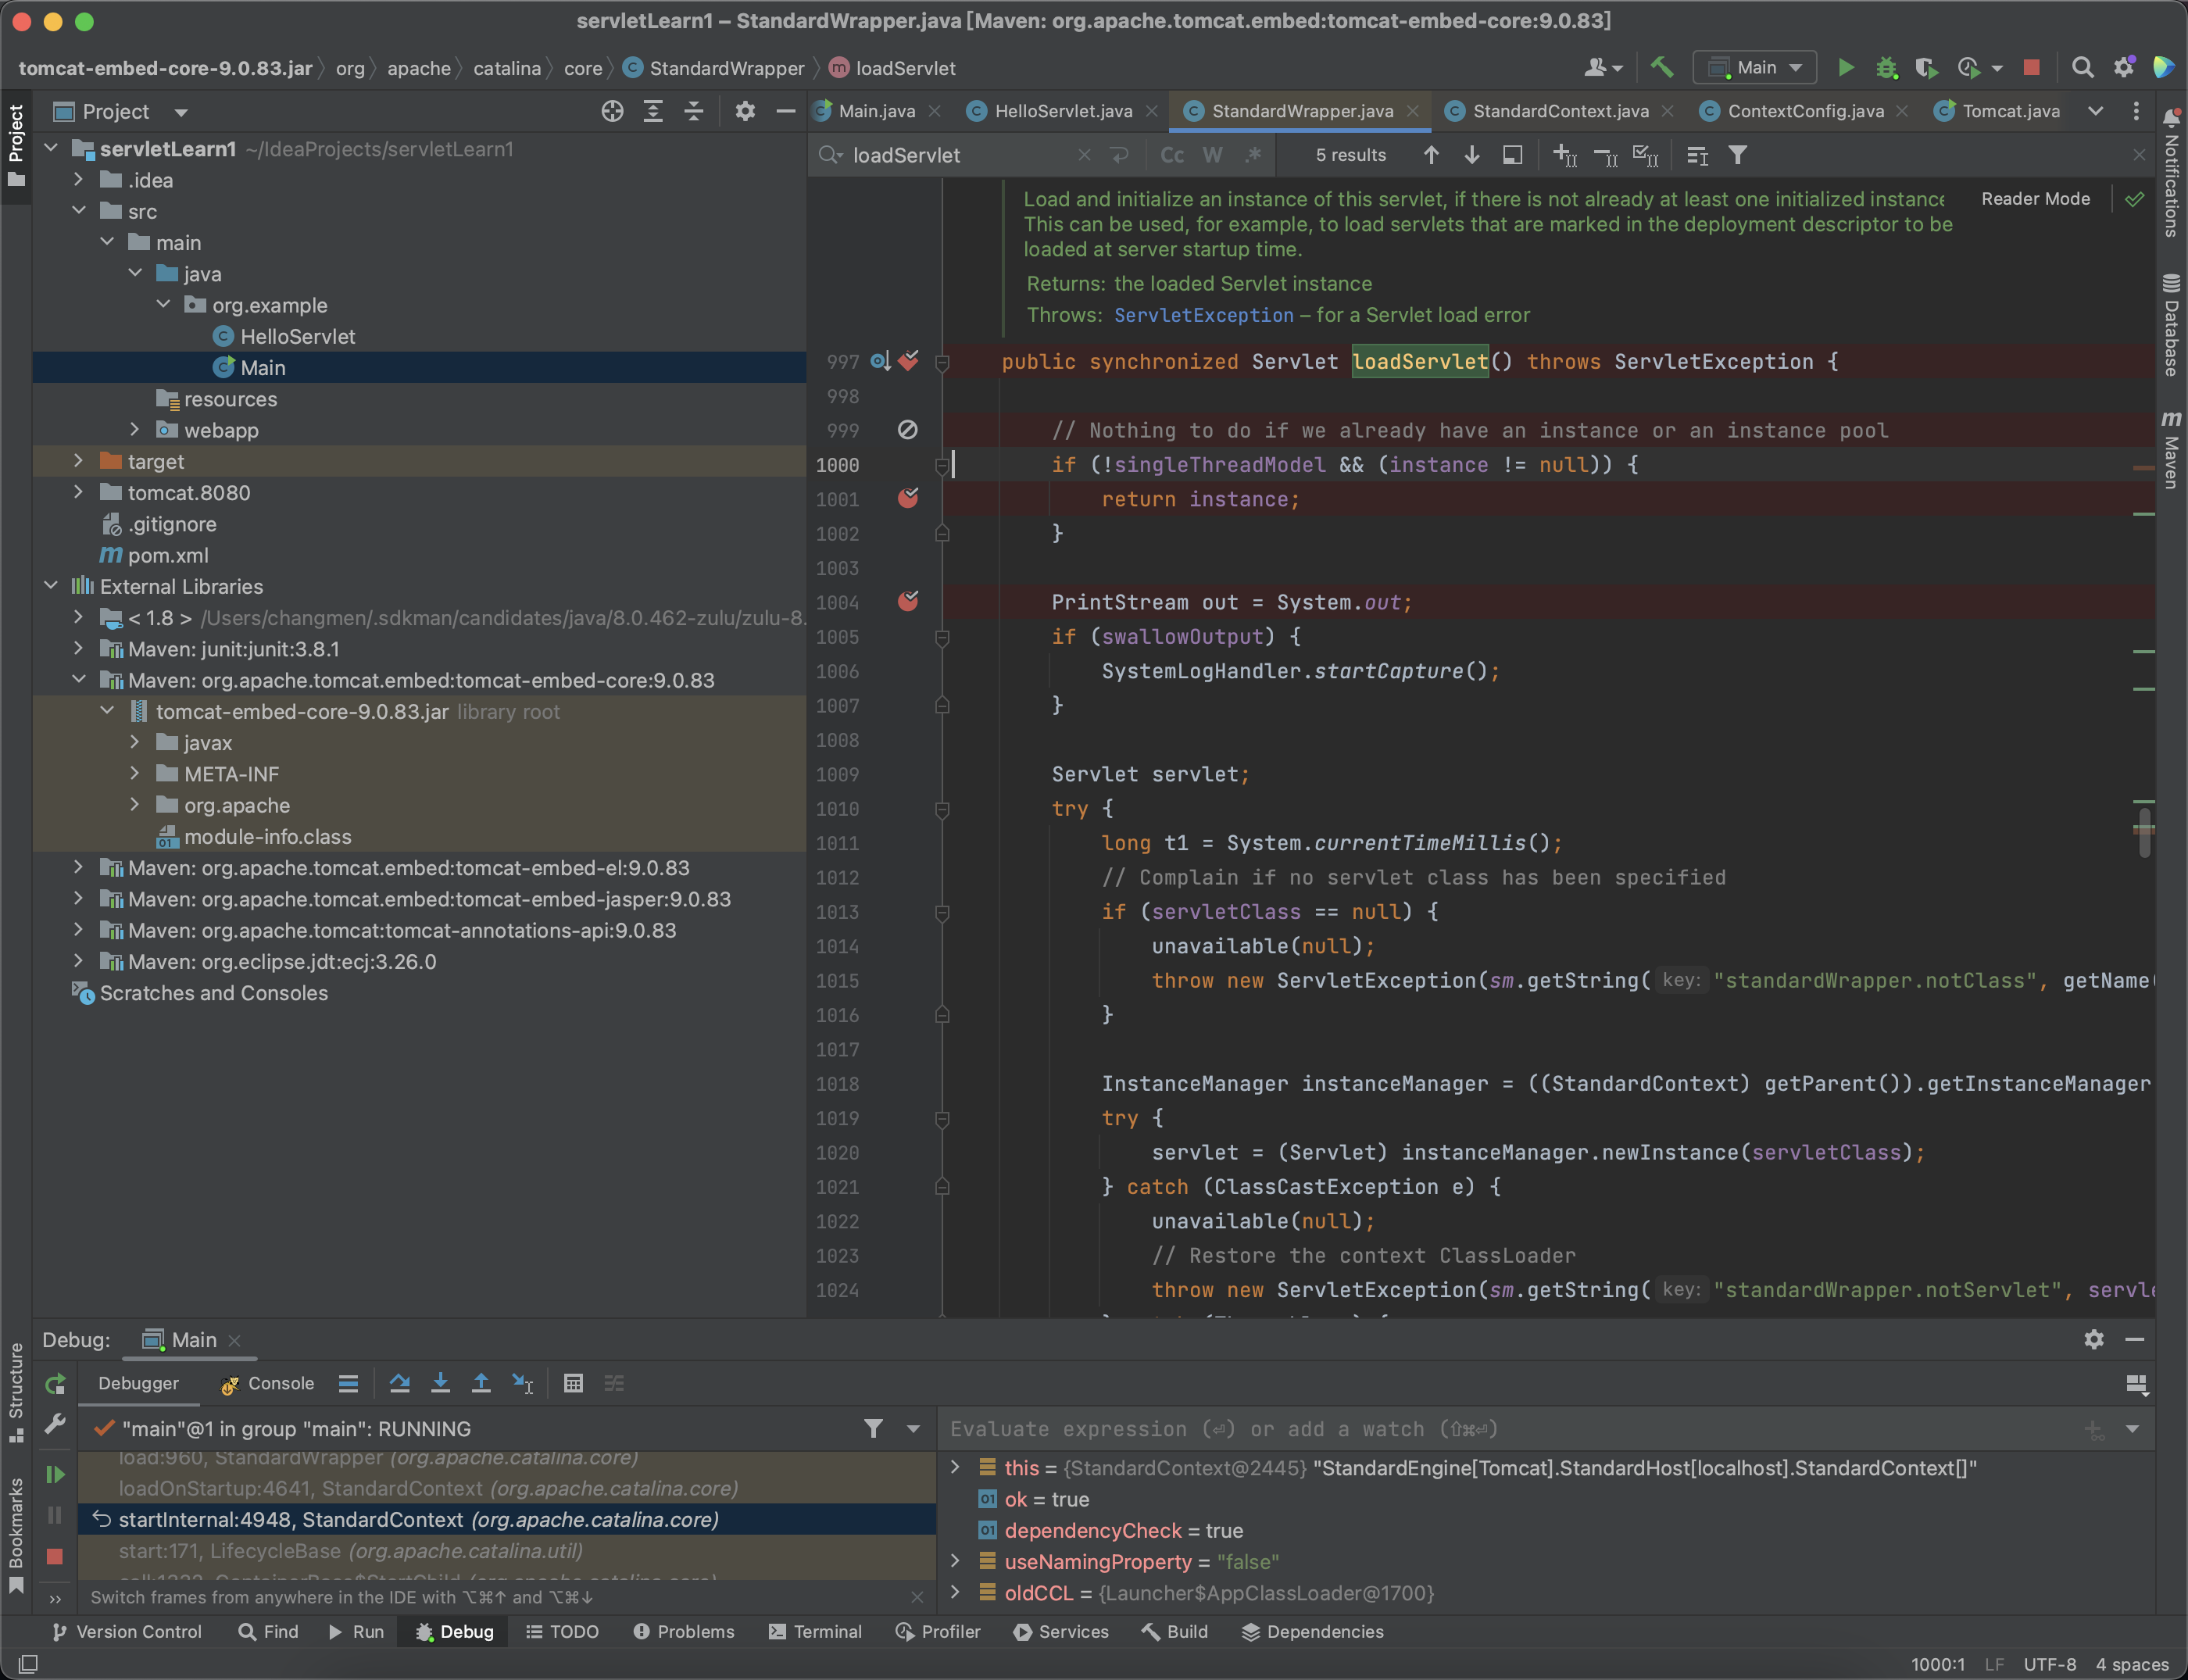 servletLearn1 – StandardWrapper.java [Maven: org.apache.tomcat.embed:tomcat-embed-core:9.0.83]
tomcat-embed-core-9.0.83.jar org apache catalina core StandardWrapper loadServlet
Main
Project
Main.java HelloServlet.java StandardWrapper.java StandardContext.java ContextConfig.java Tomcat.java
Project
servletLearn1 ~/IdeaProjects/servletLearn1
.idea
src
main
java
org.example
HelloServlet
Main
resources
webapp
target
tomcat.8080
.gitignore
pom.xml
External Libraries
< 1.8 > /Users/changmen/.sdkman/candidates/java/8.0.462-zulu/zulu-8.
Maven: junit:junit:3.8.1
Maven: org.apache.tomcat.embed:tomcat-embed-core:9.0.83
tomcat-embed-core-9.0.83.jar library root
javax
META-INF
org.apache
module-info.class
Maven: org.apache.tomcat.embed:tomcat-embed-el:9.0.83
Maven: org.apache.tomcat.embed:tomcat-embed-jasper:9.0.83
Maven: org.apache.tomcat:tomcat-annotations-api:9.0.83
Maven: org.eclipse.jdt:ecj:3.26.0
Scratches and Consoles
loadServlet Cc W .* 5 results
Load and initialize an instance of this servlet, if there is not already at least one initialized instance
This can be used, for example, to load servlets that are marked in the deployment descriptor to be
loaded at server startup time.
Returns: the loaded Servlet instance
Throws: ServletException – for a Servlet load error
Reader Mode
997 public synchronized Servlet loadServlet() throws ServletException {
998
999 // Nothing to do if we already have an instance or an instance pool
1000 if (!singleThreadModel && (instance != null)) {
1001 return instance;
1002 }
1003
1004 PrintStream out = System.out;
1005 if (swallowOutput) {
1006 SystemLogHandler.startCapture();
1007 }
1008
1009 Servlet servlet;
1010 try {
1011 long t1 = System.currentTimeMillis();
1012 // Complain if no servlet class has been specified
1013 if (servletClass == null) {
1014 unavailable(null);
1015 throw new ServletException(sm.getString( key: "standardWrapper.notClass", getName(
1016 }
1017
1018 InstanceManager instanceManager = ((StandardContext) getParent()).getInstanceManager
1019 try {
1020 servlet = (Servlet) instanceManager.newInstance(servletClass);
1021 } catch (ClassCastException e) {
1022 unavailable(null);
1023 // Restore the context ClassLoader
1024 throw new ServletException(sm.getString( key: "standardWrapper.notServlet", servle
Notifications
Database
m Maven
Structure
Bookmarks
Debug: Main
Debugger Console
"main"@1 in group "main": RUNNING
load:960, StandardWrapper (org.apache.catalina.core)
loadOnStartup:4641, StandardContext (org.apache.catalina.core)
startInternal:4948, StandardContext (org.apache.catalina.core)
start:171, LifecycleBase (org.apache.catalina.util)
Switch frames from anywhere in the IDE with ⌥⌘↑ and ⌥⌘↓
Evaluate expression (⏎) or add a watch (⇧⌘⏎)
this = {StandardContext@2445} "StandardEngine[Tomcat].StandardHost[localhost].StandardContext[]"
ok = true
dependencyCheck = true
useNamingProperty = "false"
oldCCL = {Launcher$AppClassLoader@1700}
Version Control Find Run Debug TODO Problems Terminal Profiler Services Build Dependencies
1000:1 LF UTF-8 4 spaces